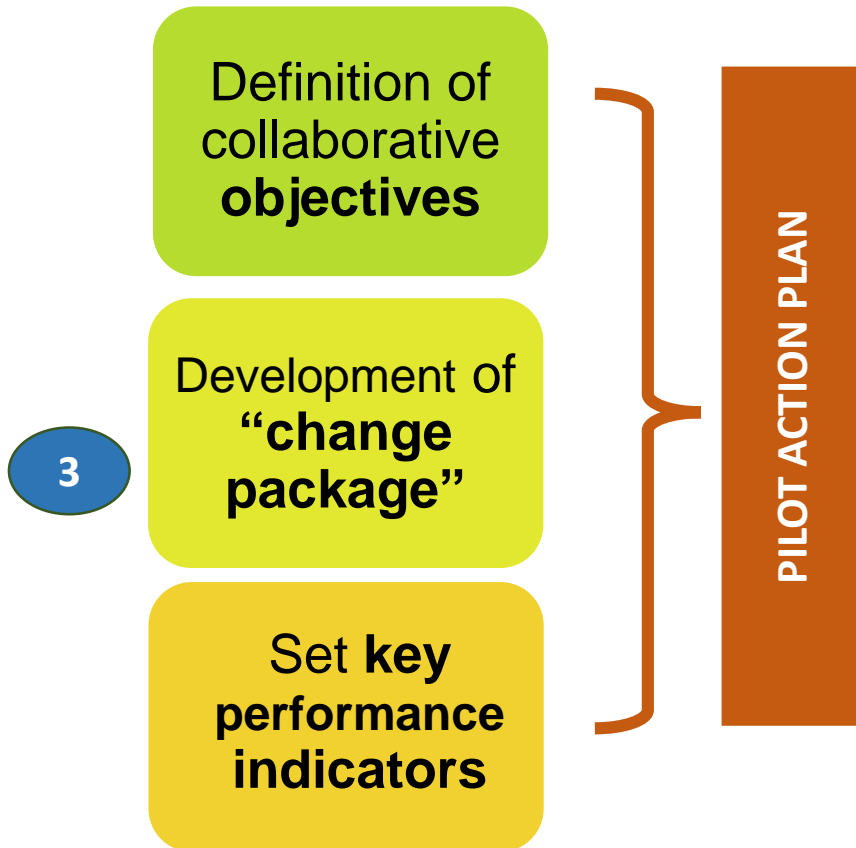 Definition of
collaborative
objectives
Development of
“change
package”
3
Set key
performance
indicators
PILOT ACTION PLAN